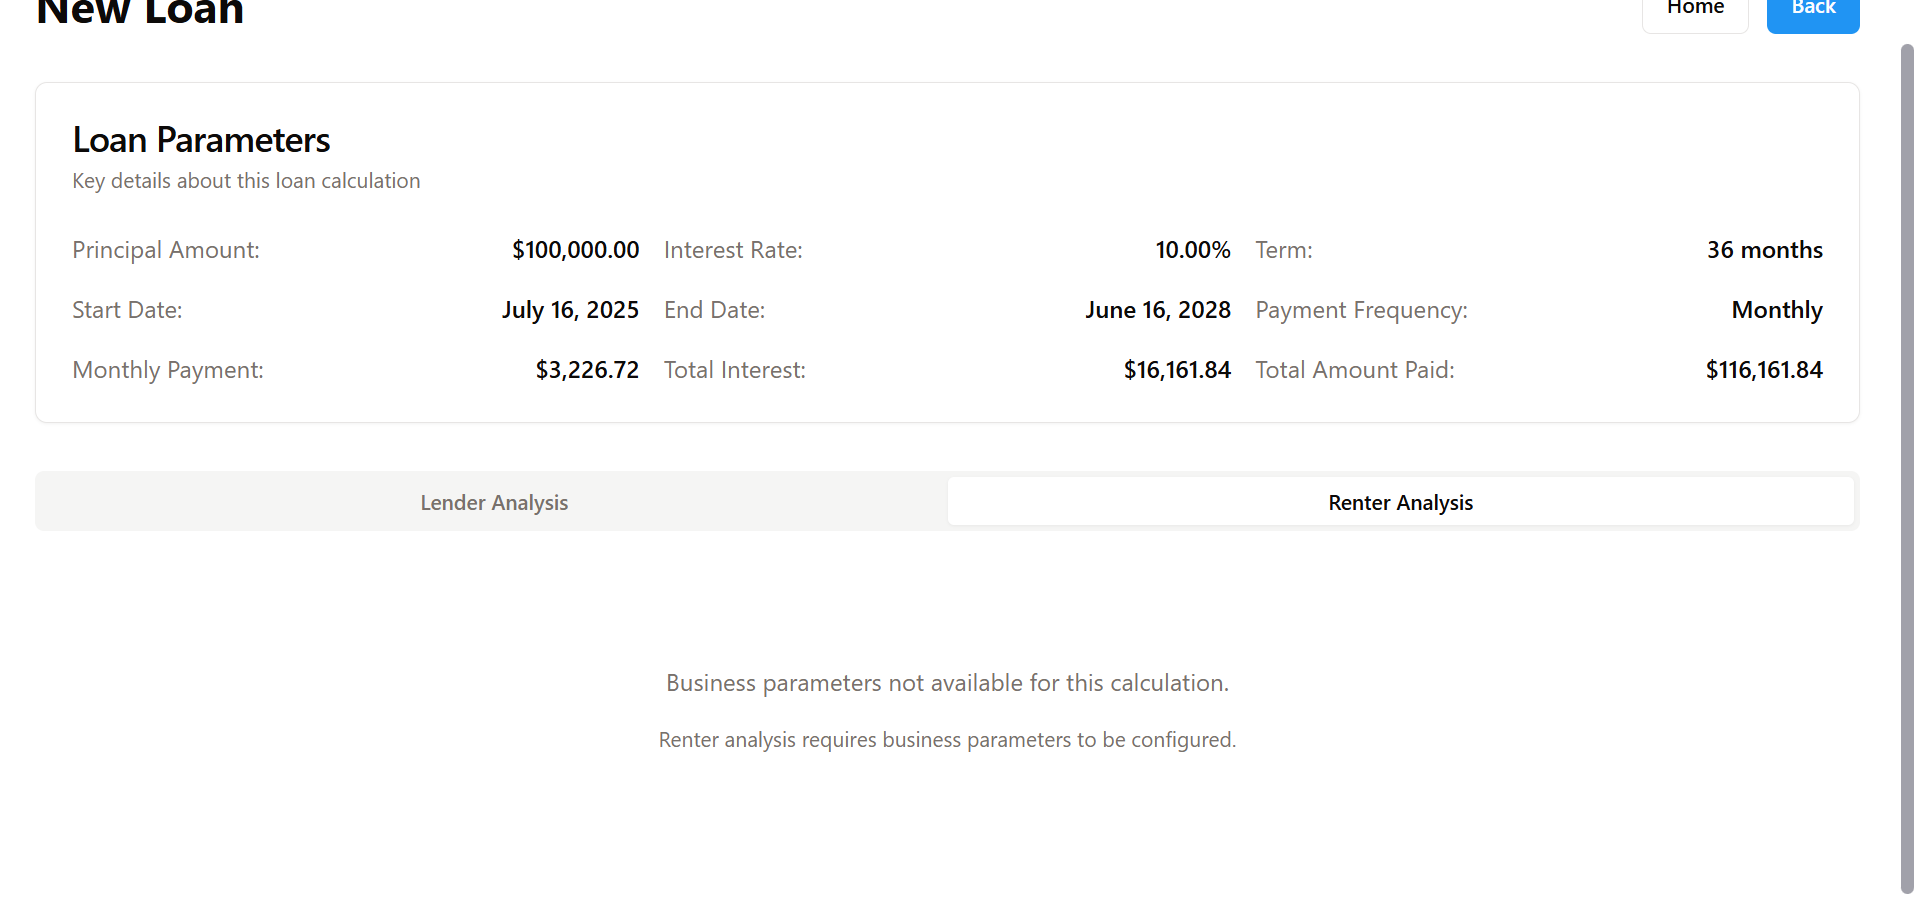 New Loan
Home
Back
Loan Parameters
Key details about this loan calculation
Principal Amount: $100,000.00 Interest Rate: 10.00% Term: 36 months
Start Date: July 16, 2025 End Date: June 16, 2028 Payment Frequency: Monthly
Monthly Payment: $3,226.72 Total Interest: $16,161.84 Total Amount Paid: $116,161.84
Lender Analysis
Renter Analysis
Business parameters not available for this calculation.
Renter analysis requires business parameters to be configured.